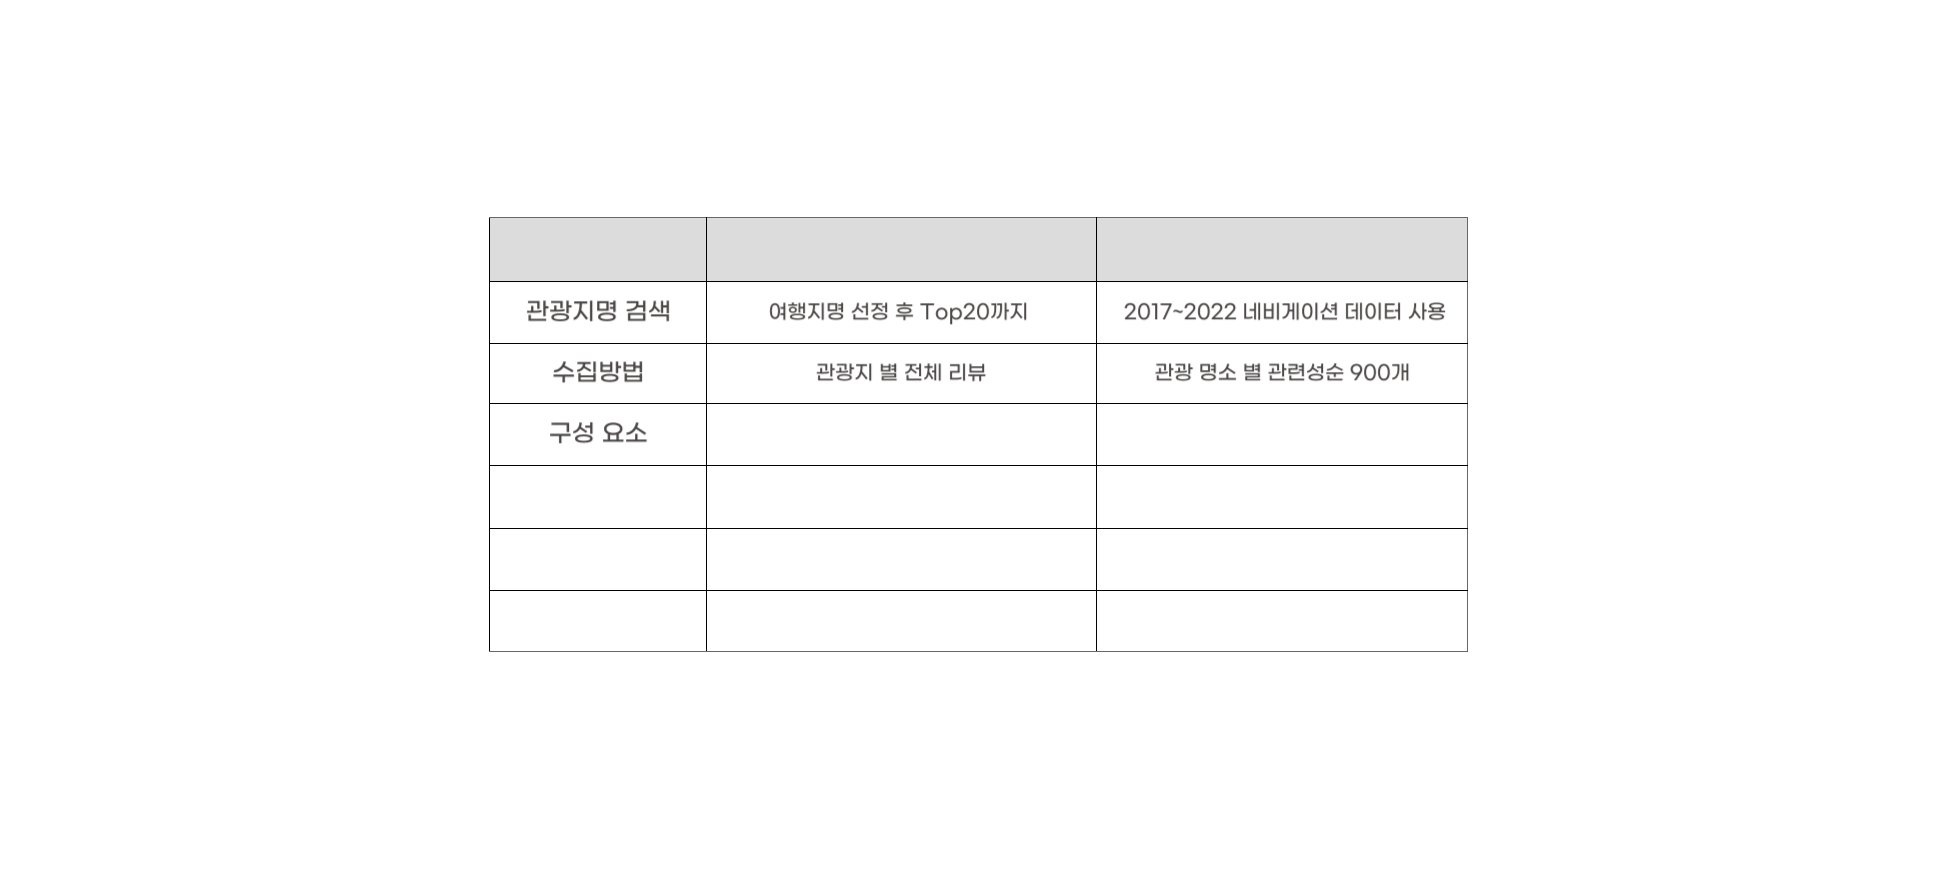 관광지명 검색 여행지명 선정 후 Top20까지 2017~2022 네비게이션 데이터 사용
수집방법 관광지 별 전체 리뷰 관광 명소 별 관련성순 900개
구성 요소